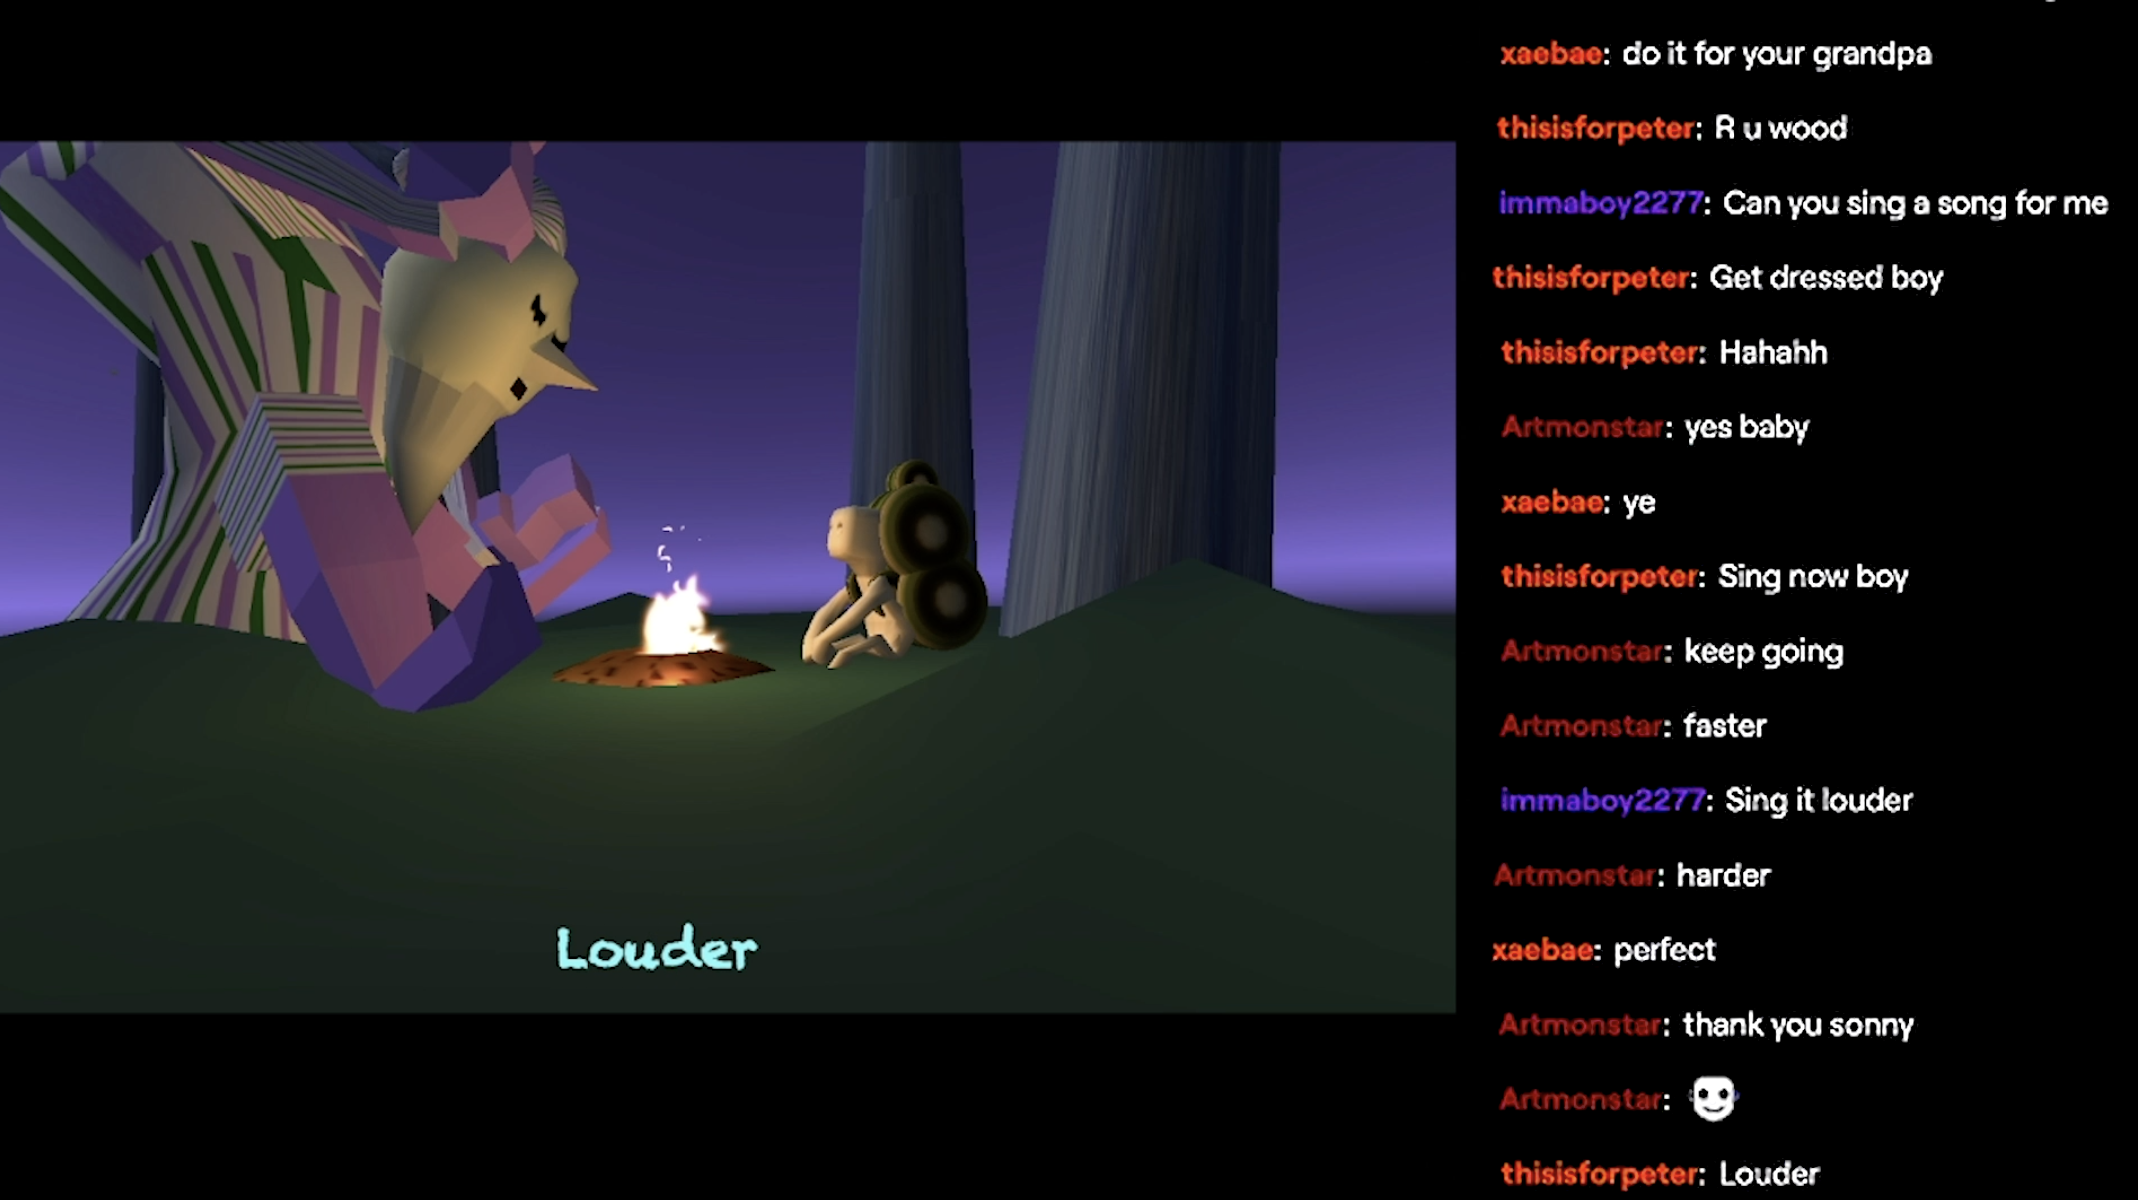 xaebae: do it for your grandpa
thisisforpeter: R u wood
immaboy2277: Can you sing a song for me
thisisforpeter: Get dressed boy
thisisforpeter: Hahahh
Artmonstar: yes baby
xaebae: ye
thisisforpeter: Sing now boy
Artmonstar: keep going
Artmonstar: faster
immaboy2277: Sing it louder
Artmonstar: harder
xaebae: perfect
Artmonstar: thank you sonny
Artmonstar:
thisisforpeter: Louder
Louder